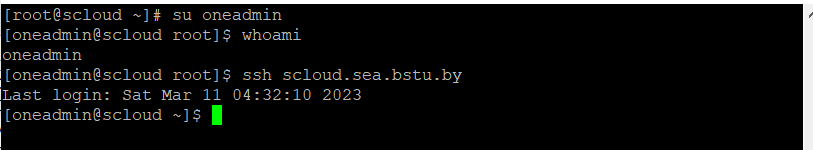 [root@scloud ~]# su oneadmin
[oneadmin@scloud root]$ whoami
oneadmin
[oneadmin@scloud root]$ ssh scloud.sea.bstu.by
Last login: Sat Mar 11 04:32:10 2023
[oneadmin@scloud ~]$